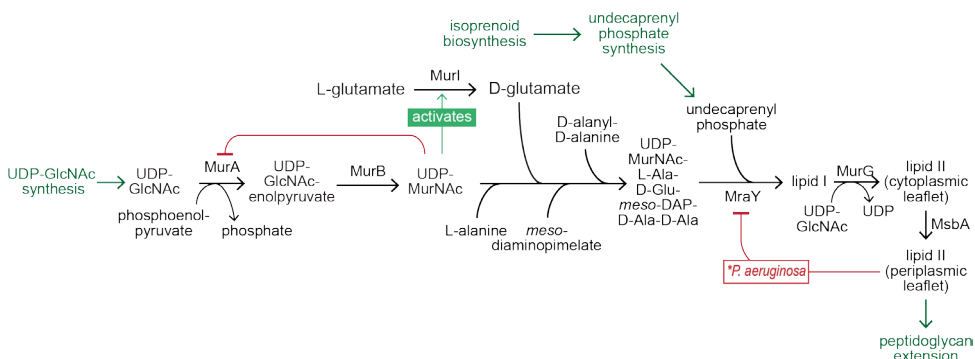 isoprenoid
biosynthesis
undecaprenyl
phosphate
synthesis
L-glutamate
MurI
D-glutamate
activates
undecaprenyl
phosphate
D-alanyl-
D-alanine
UDP-GlcNAc
synthesis
UDP-
GlcNAc
MurA
phosphoenol-
pyruvate
phosphate
UDP-
GlcNAc-
enolpyruvate
MurB
UDP-
MurNAc
L-alanine
meso-
diaminopimelate
UDP-
MurNAc-
L-Ala-
D-Glu-
meso-DAP-
D-Ala-D-Ala
MraY
lipid I
MurG
UDP-
GlcNAc
UDP
lipid II
(cytoplasmic
leaflet)
MsbA
lipid II
(periplasmic
leaflet)
*P. aeruginosa
peptidoglycan
extension